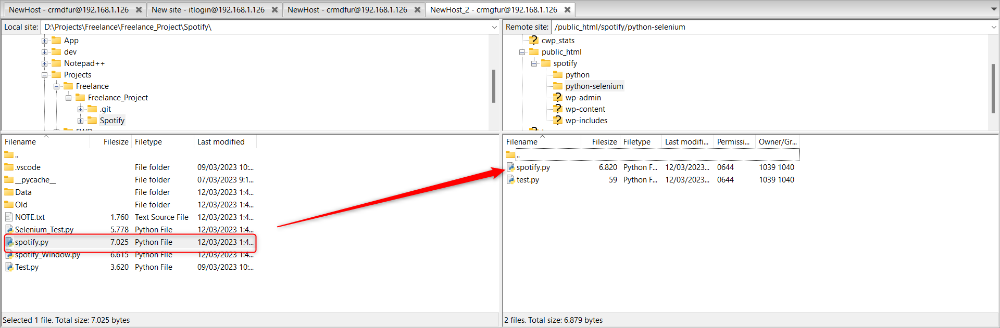 NewHost - crmdfur@192.168.1.126 New site - itlogin@192.168.1.126 NewHost - crmdfur@192.168.1.126 NewHost_2 - crmgfur@192.168.1.126
Local site: D:\Projects\Freelance\Freelance_Project\Spotify\
App
dev
Notepad++
Projects
Freelance
Freelance_Project
.git
Spotify
Filename Filesize Filetype Last modified
..
.vscode File folder 09/03/2023 10:...
__pycache__ File folder 07/03/2023 9:1...
Data File folder 12/03/2023 1:4...
Old File folder 12/03/2023 1:4...
NOTE.txt 1.760 Text Source File 12/03/2023 1:4...
Selenium_Test.py 5.778 Python File 12/03/2023 1:4...
spotify.py 7.025 Python File 12/03/2023 1:4...
spotify_Window.py 6.615 Python File 12/03/2023 1:4...
Test.py 3.620 Python File 09/03/2023 10:...
Selected 1 file. Total size: 7.025 bytes
Remote site: /public_html/spotify/python-selenium
cwp_stats
public_html
spotify
python
python-selenium
wp-admin
wp-content
wp-includes
Filename Filesize Filetype Last modifi... Permissi... Owner/Gr...
..
spotify.py 6.820 Python F... 12/03/2023... 0644 1039 1040
test.py 59 Python F... 12/03/2023... 0644 1039 1040
2 files. Total size: 6.879 bytes